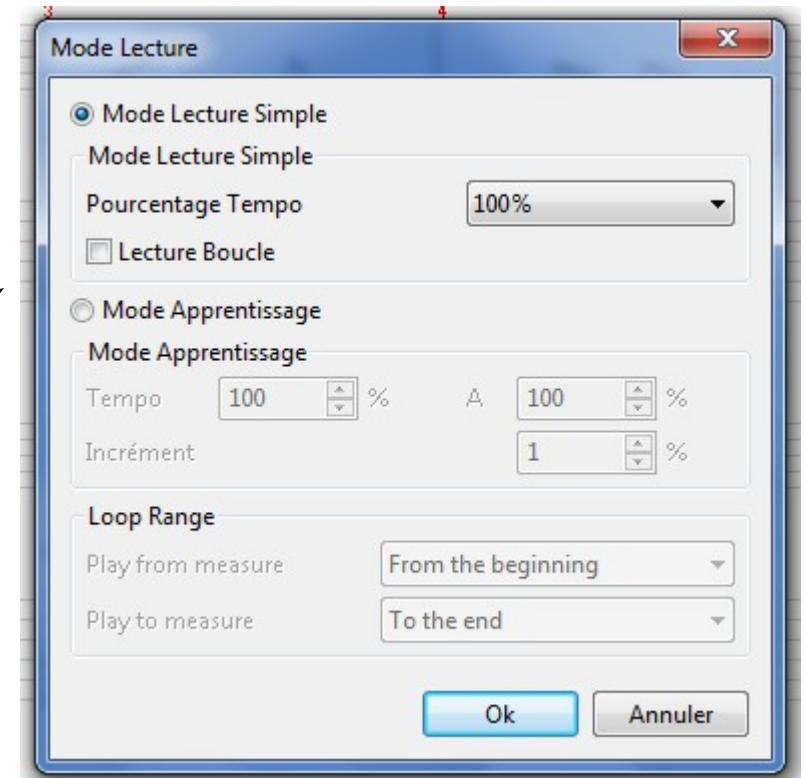 3 4
Mode Lecture
Mode Lecture Simple
Mode Lecture Simple
Pourcentage Tempo 100%
Lecture Boucle
Mode Apprentissage
Mode Apprentissage
Tempo 100 % A 100 %
Incrément 1 %
Loop Range
Play from measure From the beginning
Play to measure To the end
Ok Annuler